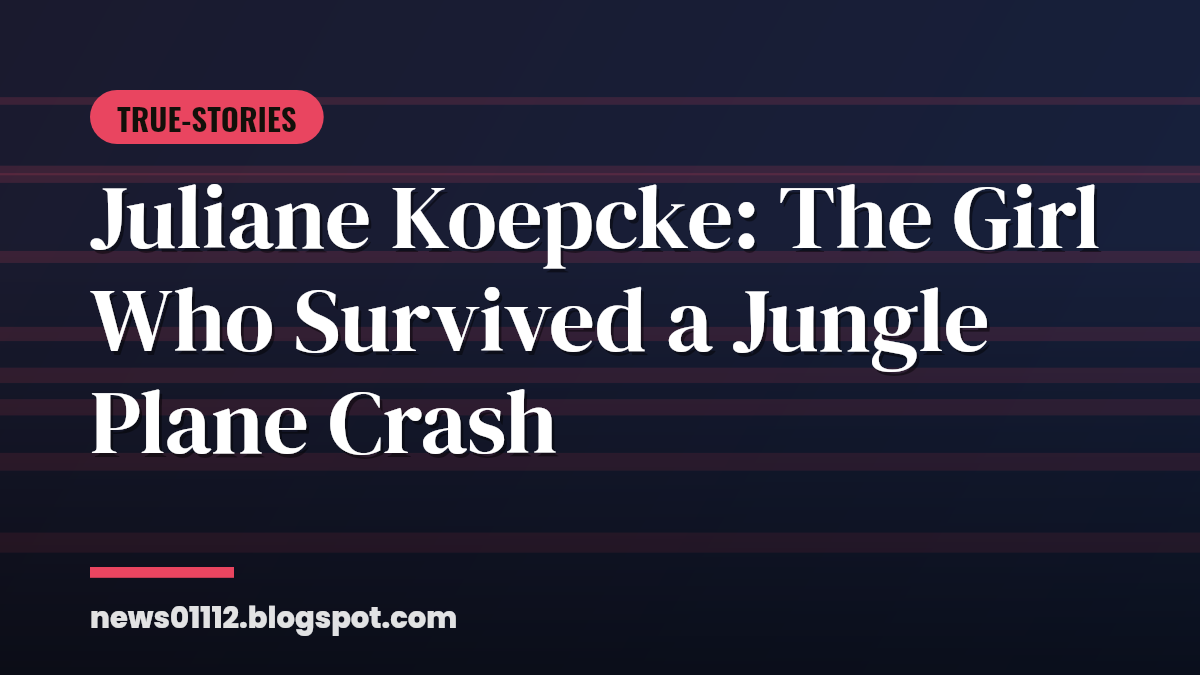 TRUE-STORIES
Juliane Koepcke: The Girl
Who Survived a Jungle
Plane Crash
news01112.blogspot.com